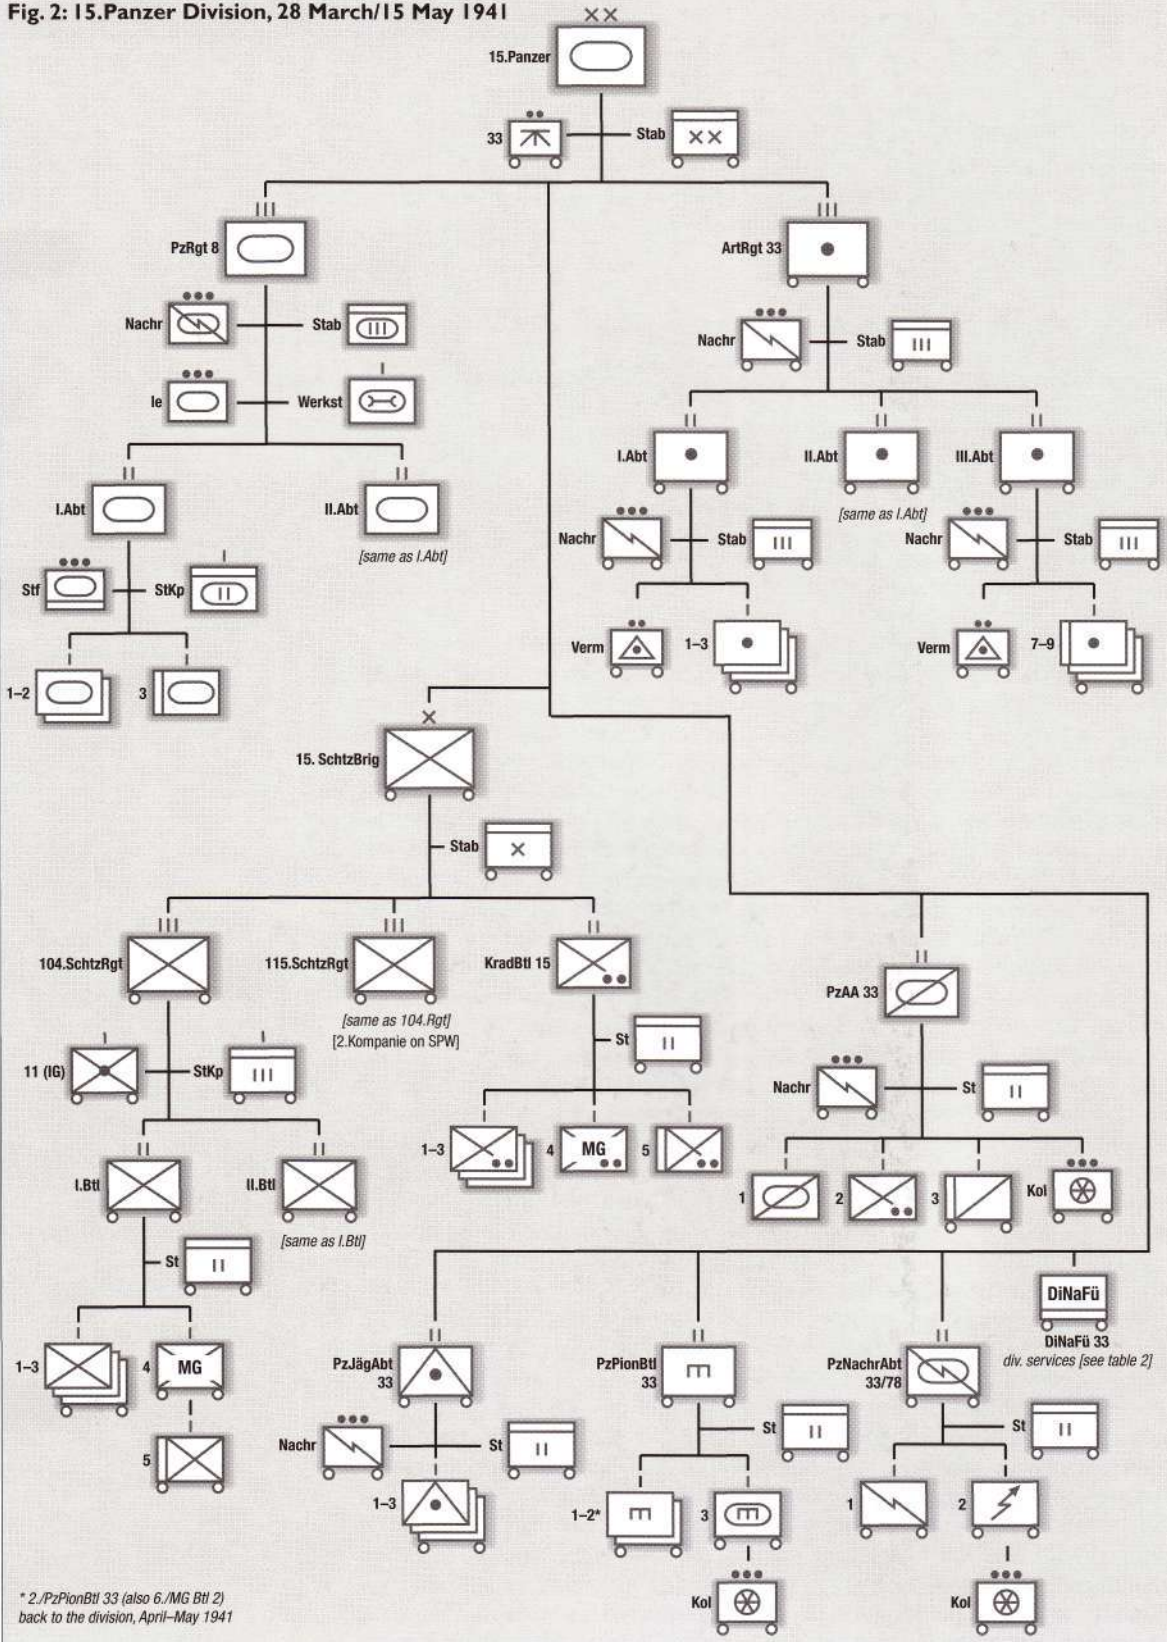 Fig. 2: 15.Panzer Division, 28 March/15 May 1941
15.Panzer
33
Stab
PzRgt 8
ArtRgt 33
Nachr
Stab
Nachr
Stab
le
Werkst
I.Abt
II.Abt
III.Abt
I.Abt
II.Abt
[same as I.Abt]
[same as I.Abt]
Nachr
Stab
Nachr
Stab
Stf
StKp
Verm
1–3
Verm
7–9
1–2
3
15. SchtzBrig
Stab
104.SchtzRgt
115.SchtzRgt
KradBtl 15
PzAA 33
[same as 104.Rgt]
[2.Kompanie on SPW]
11 (IG)
StKp
St
Nachr
St
1–3
4
MG
5
I.Btl
II.Btl
1
2
3
Kol
[same as I.Btl]
St
DiNaFü
DiNaFü 33
div. services [see table 2]
1–3
4
MG
PzJägAbt
33
PzPionBtl
33
PzNachrAbt
33/78
5
Nachr
St
St
St
1–3
1–2*
3
1
2
Kol
Kol
* 2./PzPionBtl 33 (also 6./MG Btl 2)
back to the division, April–May 1941